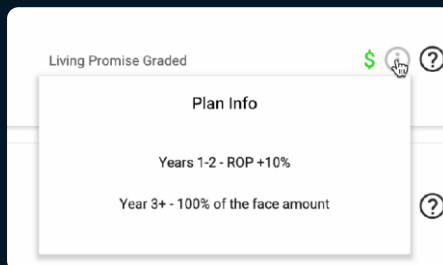 Living Promise Graded
$
?
Plan Info
Years 1-2 - ROP +10%
Year 3+ - 100% of the face amount
?